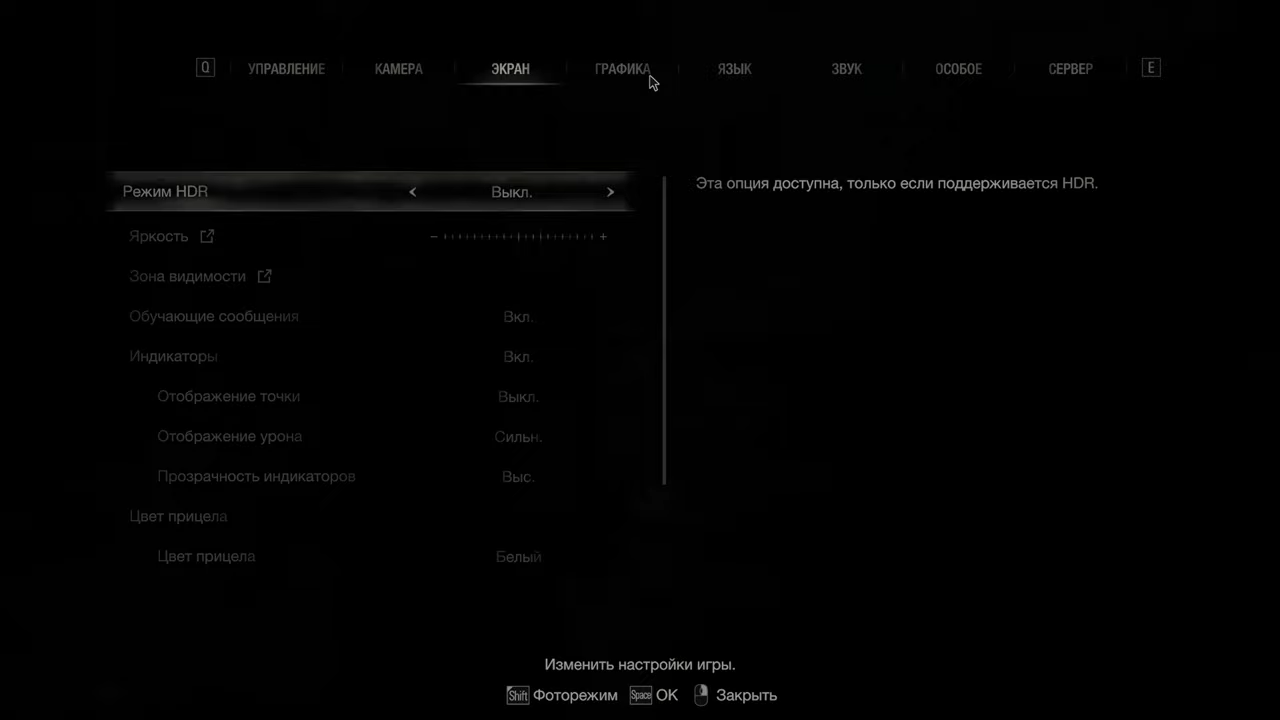 Q УПРАВЛЕНИЕ КАМЕРА ЭКРАН ГРАФИКА ЯЗЫК ЗВУК ОСОБОЕ СЕРВЕР E
Режим HDR < Выкл. >
Эта опция доступна, только если поддерживается HDR.
Яркость − +
Зона видимости
Обучающие сообщения Вкл.
Индикаторы Вкл.
Отображение точки Выкл.
Отображение урона Сильн.
Прозрачность индикаторов Выс.
Цвет прицела
Цвет прицела Белый
Изменить настройки игры.
Shift Фоторежим Space OK Закрыть